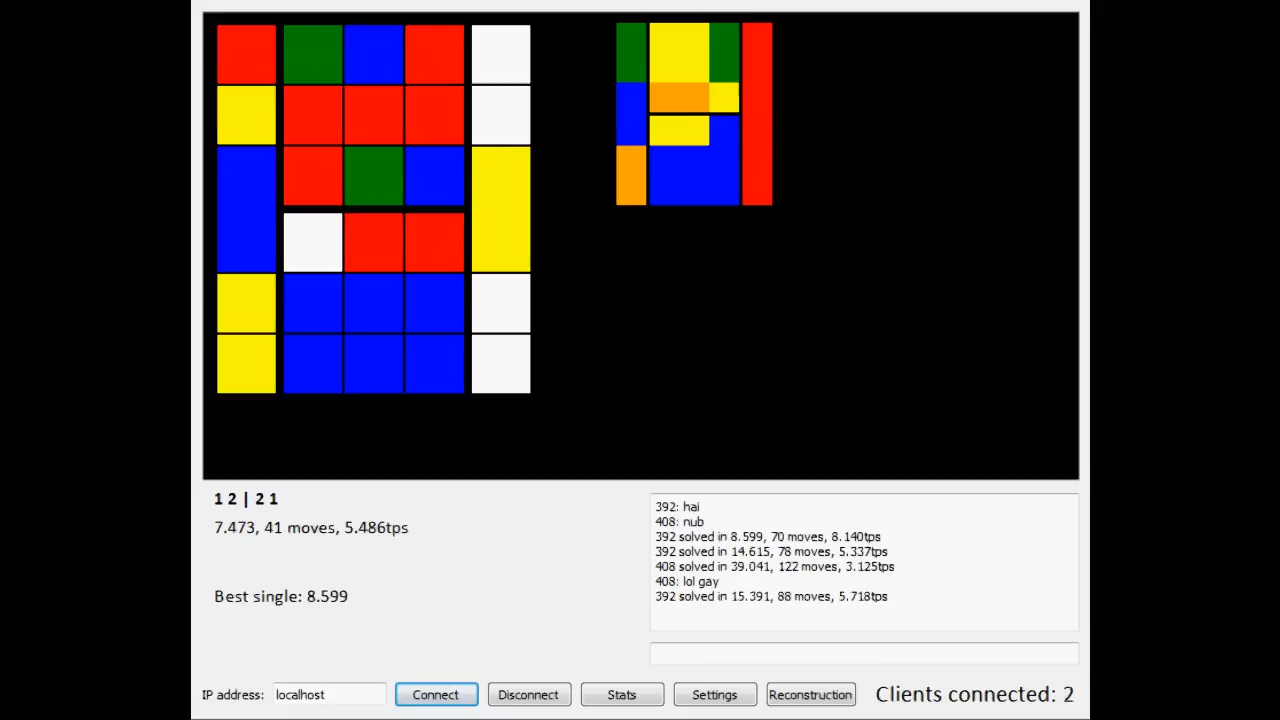 1 2 | 2 1
7.473, 41 moves, 5.486tps
Best single: 8.599
392: hai
408: nub
392 solved in 8.599, 70 moves, 8.140tps
392 solved in 14.615, 78 moves, 5.337tps
408 solved in 39.041, 122 moves, 3.125tps
408: lol gay
392 solved in 15.391, 88 moves, 5.718tps
IP address: localhost Connect Disconnect Stats Settings Reconstruction Clients connected: 2